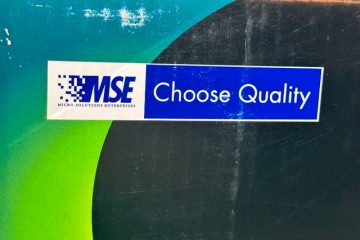 MSE
MICRO SOLUTIONS ENTERPRISES
Choose Quality